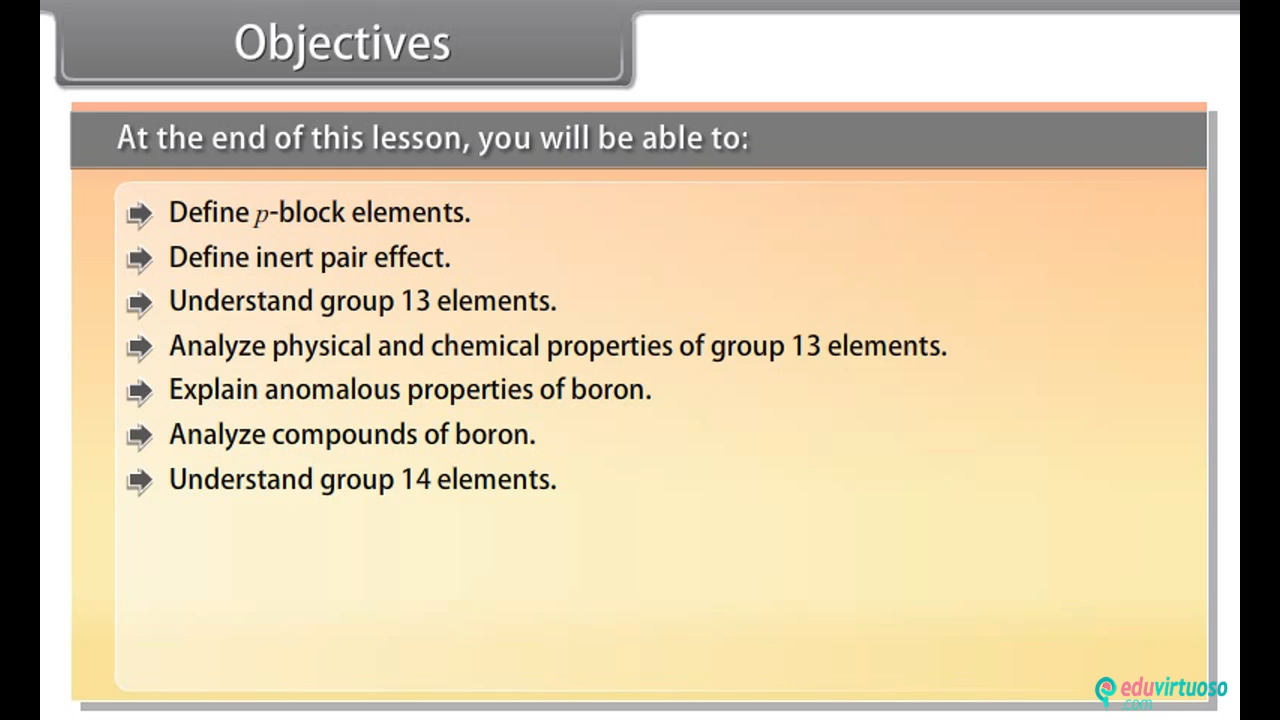 Objectives
At the end of this lesson, you will be able to:
Define p-block elements.
Define inert pair effect.
Understand group 13 elements.
Analyze physical and chemical properties of group 13 elements.
Explain anomalous properties of boron.
Analyze compounds of boron.
Understand group 14 elements.
eduvirtuoso
.com